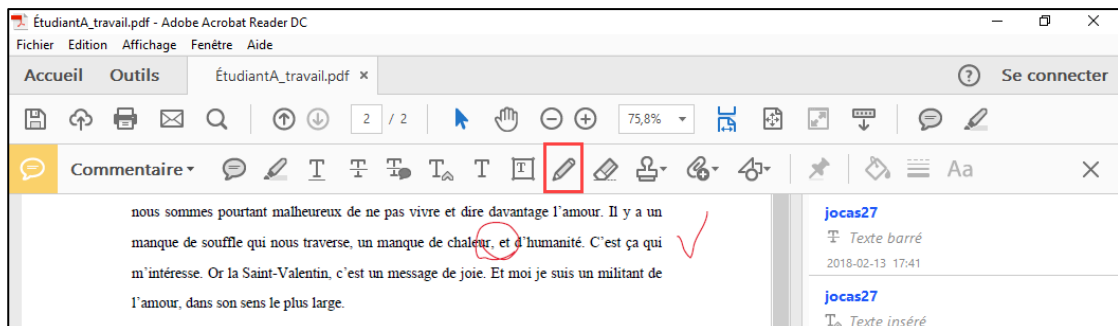 ÉtudiantA_travail.pdf - Adobe Acrobat Reader DC
Fichier Edition Affichage Fenêtre Aide
Accueil Outils ÉtudiantA_travail.pdf × ? Se connecter
2 / 2 75,8%
Commentaire T T T T T T Aa
nous sommes pourtant malheureux de ne pas vivre et dire davantage l’amour. Il y a un
manque de souffle qui nous traverse, un manque de chaleur, et d’humanité. C’est ça qui
m’intéresse. Or la Saint-Valentin, c’est un message de joie. Et moi je suis un militant de
l’amour, dans son sens le plus large.
jocas27
T Texte barré
2018-02-13 17:41
jocas27
T Texte inséré